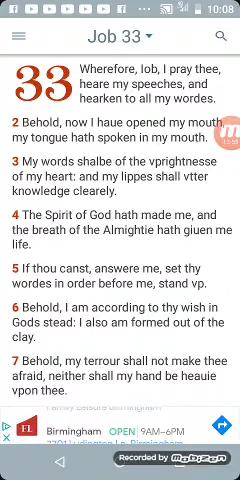 10:08
Job 33
33 Wherefore, Iob, I pray thee,
heare my speeches, and
hearken to all my wordes.
2 Behold, now I haue opened my mouth,
my tongue hath spoken in my mouth.
3 My words shalbe of the vprightnesse
of my heart: and my lippes shall vtter
knowledge clearely.
4 The Spirit of God hath made me, and
the breath of the Almightie hath giuen me
life.
5 If thou canst, answere me, set thy
wordes in order before me, stand vp.
6 Behold, I am according to thy wish in
Gods stead: I also am formed out of the
clay.
7 Behold, my terrour shall not make thee
afraid, neither shall my hand be heauie
vpon thee.
Family Leisure Birmingham
FL
Birmingham OPEN 9AM–6PM
Birmingham
Recorded by Mobizen